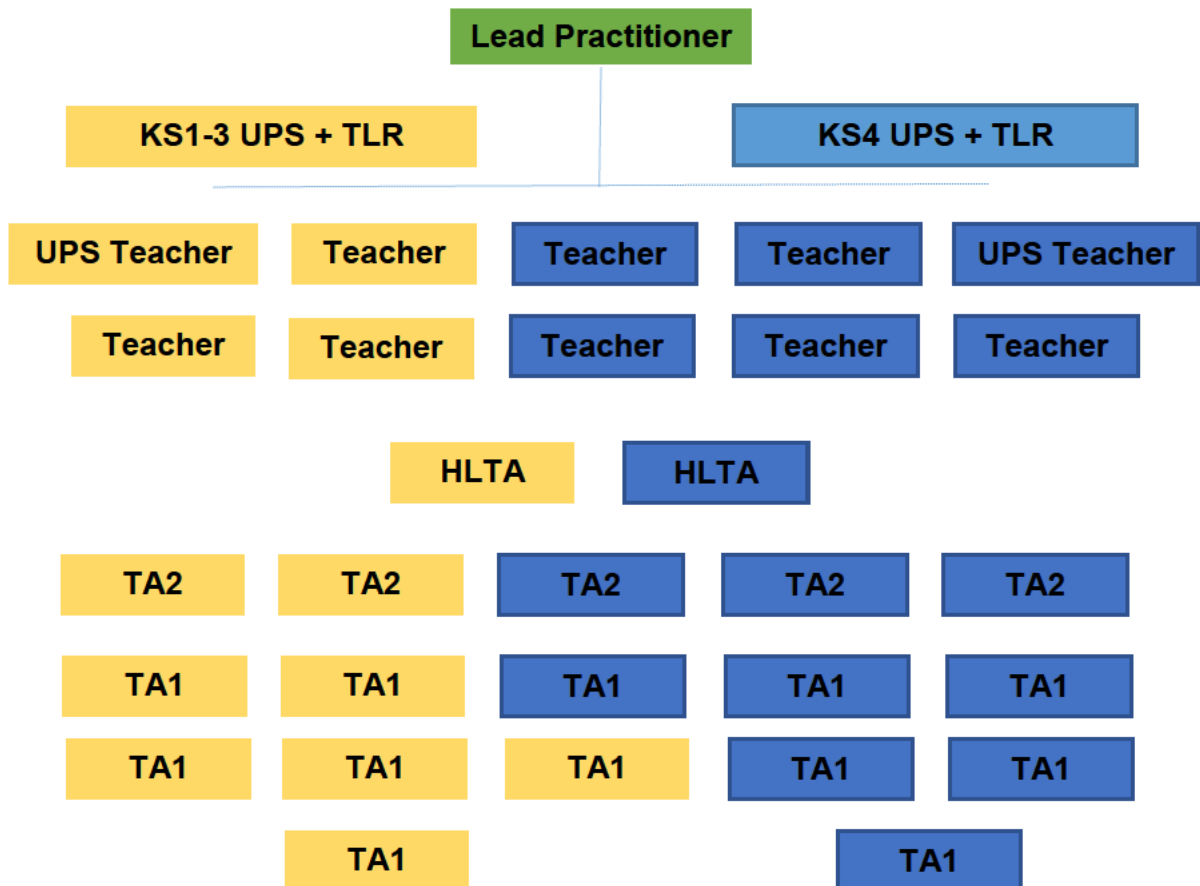 Lead Practitioner
KS1-3 UPS + TLR
KS4 UPS + TLR
UPS Teacher
Teacher
Teacher
Teacher
UPS Teacher
Teacher
Teacher
Teacher
Teacher
Teacher
HLTA
HLTA
TA2
TA2
TA2
TA2
TA2
TA1
TA1
TA1
TA1
TA1
TA1
TA1
TA1
TA1
TA1
TA1
TA1